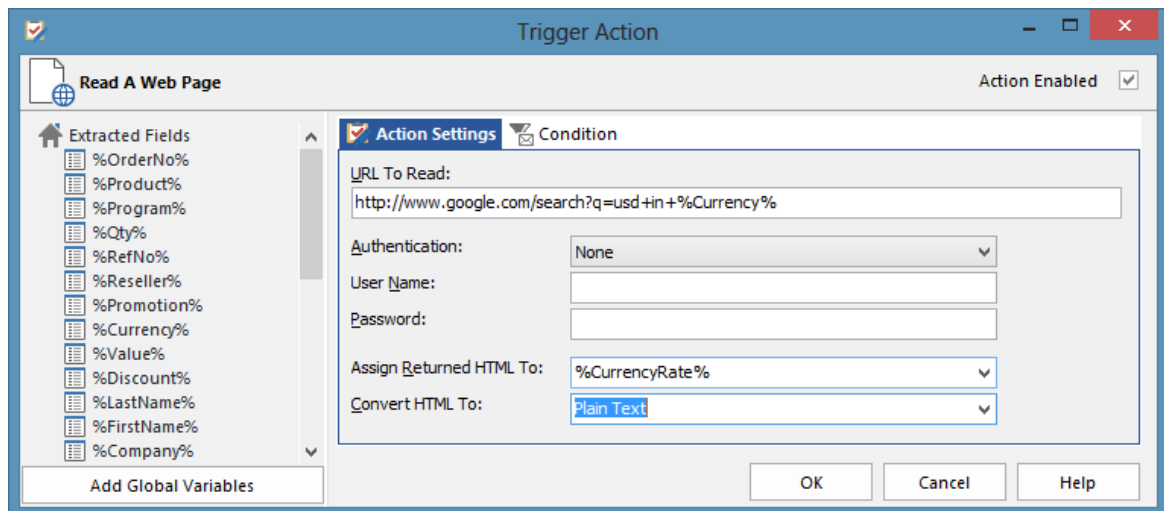 Trigger Action
Read A Web Page
Action Enabled
Extracted Fields
%OrderNo%
%Product%
%Program%
%Qty%
%RefNo%
%Reseller%
%Promotion%
%Currency%
%Value%
%Discount%
%LastName%
%FirstName%
%Company%
Add Global Variables
Action Settings
Condition
URL To Read:
http://www.google.com/search?q=usd+in+%Currency%
Authentication: None
User Name:
Password:
Assign Returned HTML To: %CurrencyRate%
Convert HTML To: Plain Text
OK Cancel Help